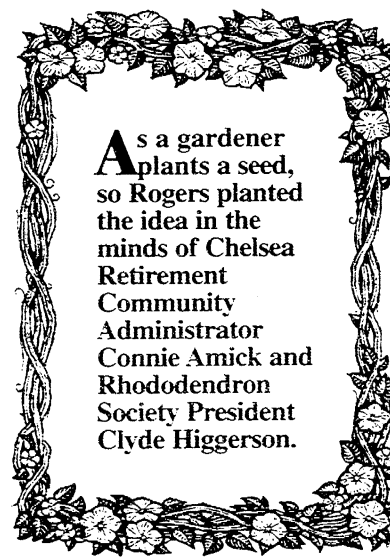 As a gardener
plants a seed,
so Rogers planted
the idea in the
minds of Chelsea
Retirement
Community
Administrator
Connie Amick and
Rhododendron
Society President
Clyde Higgerson.